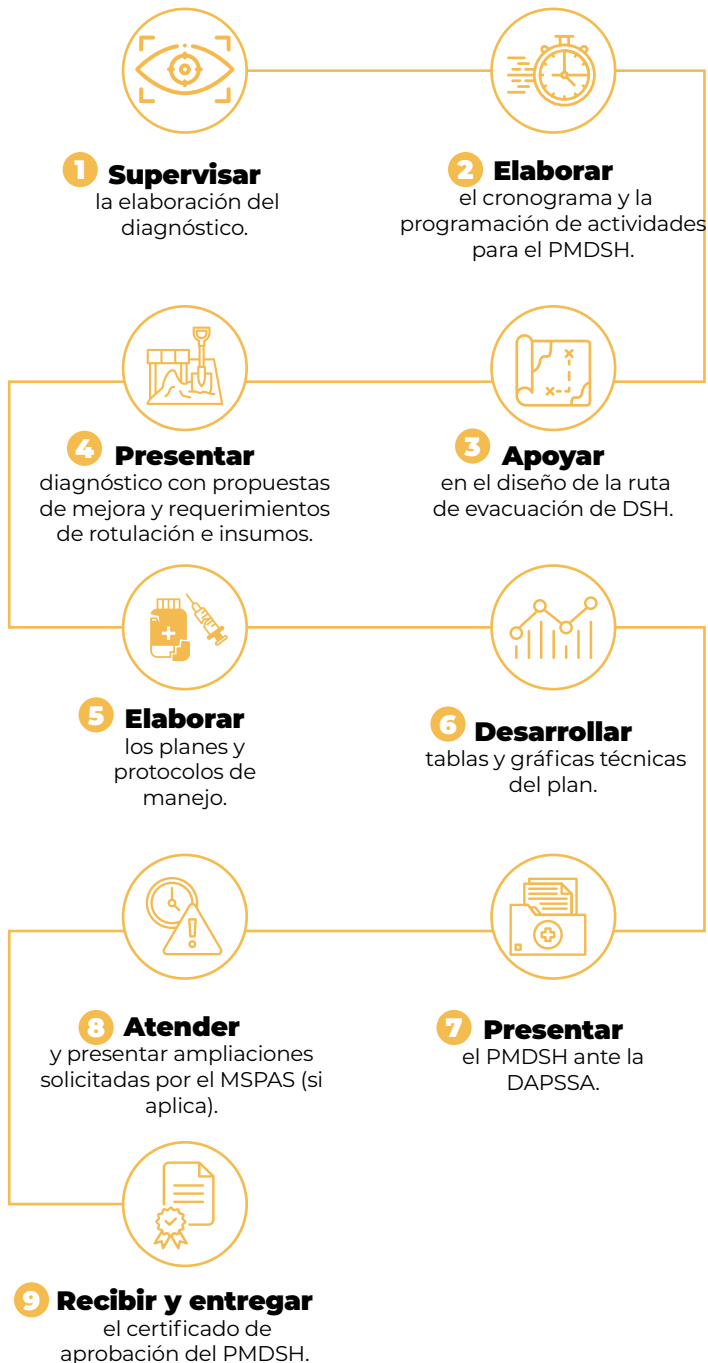 1 Supervisar
la elaboración del
diagnóstico.
2 Elaborar
el cronograma y la
programación de actividades
para el PMDSH.
3 Apoyar
en el diseño de la ruta
de evacuación de DSH.
4 Presentar
diagnóstico con propuestas
de mejora y requerimientos
de rotulación e insumos.
5 Elaborar
los planes y
protocolos de
manejo.
6 Desarrollar
tablas y gráficas técnicas
del plan.
7 Presentar
el PMDSH ante la
DAPSSA.
8 Atender
y presentar ampliaciones
solicitadas por el MSPAS (si
aplica).
9 Recibir y entregar
el certificado de
aprobación del PMDSH.